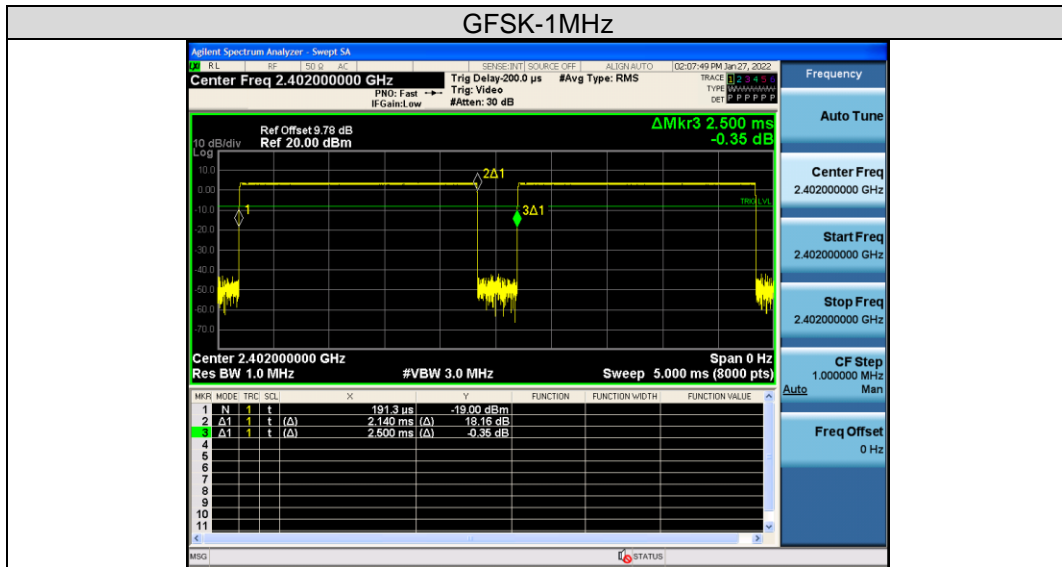 GFSK-1MHz
Agilent Spectrum Analyzer - Swept SA
LXI RL RF 50 Ω AC SENSE:INT SOURCE OFF ALIGN AUTO 02:07:49 PM Jan 27, 2022
Center Freq 2.402000000 GHz
PNO: Fast
IFGain:Low
Trig Delay-200.0 µs #Avg Type: RMS
Trig: Video
#Atten: 30 dB
TRACE 1 2 3 4 5 6
TYPE
DET P P P P P P
Frequency
Ref Offset 9.78 dB
ΔMkr3 2.500 ms
10 dB/div Ref 20.00 dBm
-0.35 dB
Log
10.0
0.00
-10.0
-20.0
-30.0
-40.0
-50.0
-60.0
-70.0
1
2Δ1
3Δ1
TRIG LVL
Center 2.402000000 GHz Span 0 Hz
Res BW 1.0 MHz #VBW 3.0 MHz Sweep 5.000 ms (8000 pts)
MKR MODE TRC SCL X Y FUNCTION FUNCTION WIDTH FUNCTION VALUE
1 N 1 t 191.3 µs -19.00 dBm
2 Δ1 1 t (Δ) 2.140 ms (Δ) 18.16 dB
3 Δ1 1 t (Δ) 2.500 ms (Δ) -0.35 dB
4
5
6
7
8
9
10
11
MSG STATUS
Auto Tune
Center Freq
2.402000000 GHz
Start Freq
2.402000000 GHz
Stop Freq
2.402000000 GHz
CF Step
1.000000 MHz
Auto Man
Freq Offset
0 Hz